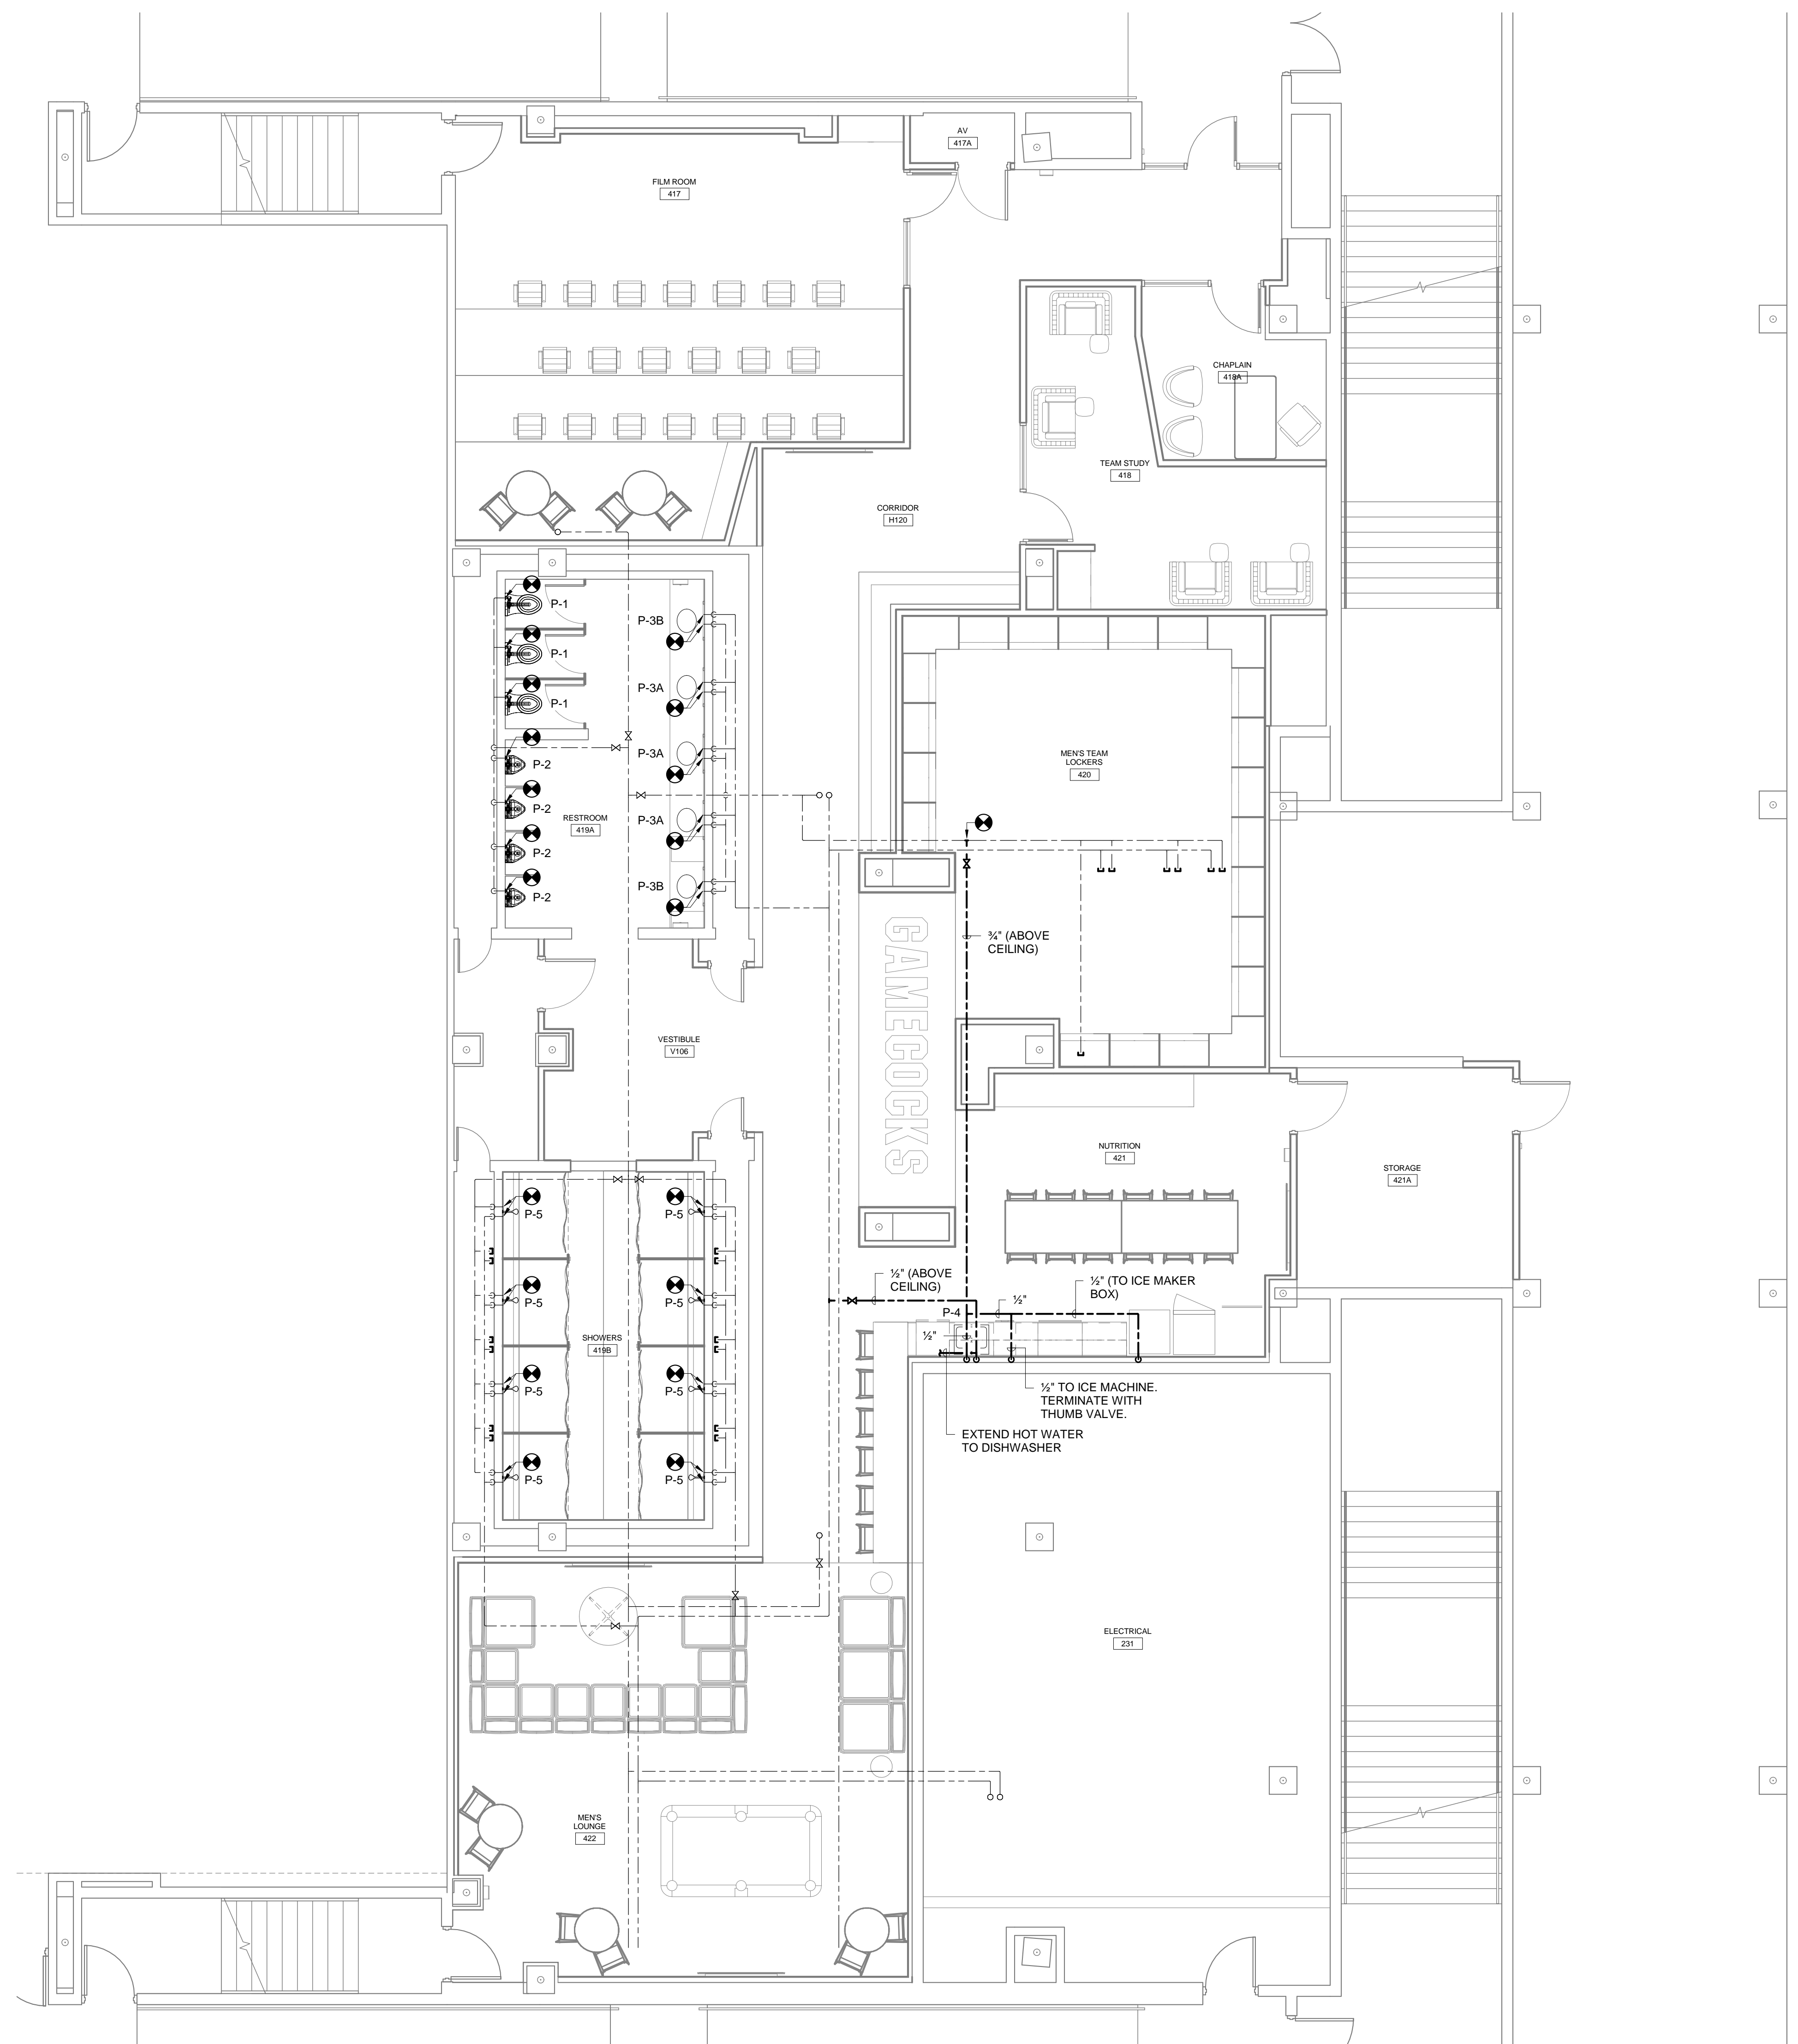 AV
417A
FILM ROOM
417
CHAPLAIN
418A
TEAM STUDY
418
CORRIDOR
H120
P-1
P-1
P-1
P-2
P-2
P-2
P-2
P-3B
P-3A
P-3A
P-3A
P-3B
RESTROOM
419A
MEN'S TEAM
LOCKERS
420
¾" (ABOVE
CEILING)
GAMECOCKS
VESTIBULE
V106
NUTRITION
421
STORAGE
421A
P-5
P-5
P-5
P-5
P-5
P-5
P-5
P-5
SHOWERS
419B
½" (ABOVE
CEILING)
½"
½" (TO ICE MAKER
BOX)
P-4
½"
½" TO ICE MACHINE.
TERMINATE WITH
THUMB VALVE.
EXTEND HOT WATER
TO DISHWASHER
ELECTRICAL
231
MEN'S
LOUNGE
422